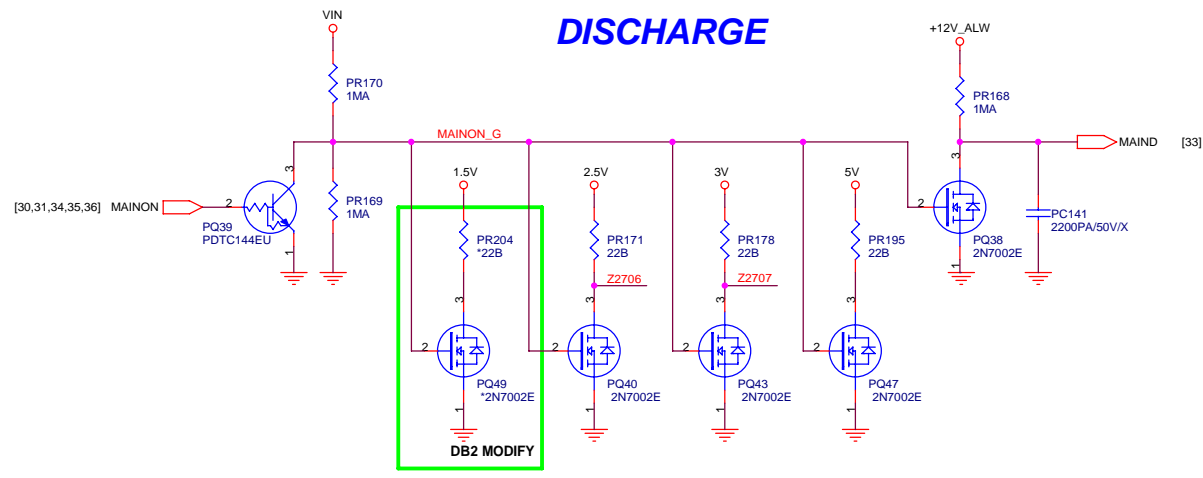 DISCHARGE
VIN
+12V_ALW
PR170
1MA
PR168
1MA
MAINON_G
MAIND
[33]
3
3
1.5V
2.5V
3V
5V
[30,31,34,35,36]
MAINON
2
PR169
1MA
2
PQ39
PDTC144EU
1
PQ38
2N7002E
1
PC141
2200PA/50V/X
PR204
*22B
PR171
22B
PR178
22B
PR195
22B
Z2706
Z2707
3
3
3
3
2
2
2
2
PQ49
*2N7002E
PQ40
2N7002E
PQ43
2N7002E
PQ47
2N7002E
1
1
1
1
DB2 MODIFY